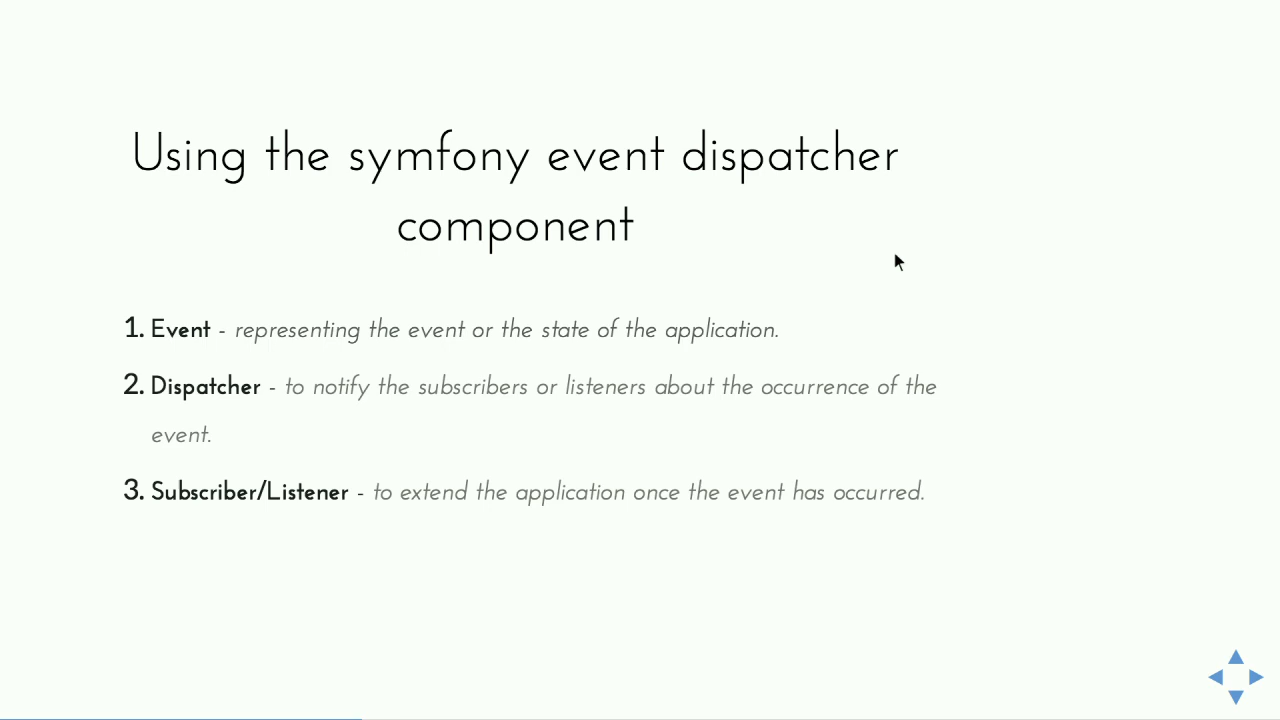 Using the symfony event dispatcher
component
1. Event - representing the event or the state of the application.
2. Dispatcher - to notify the subscribers or listeners about the occurrence of the
event.
3. Subscriber/Listener - to extend the application once the event has occurred.